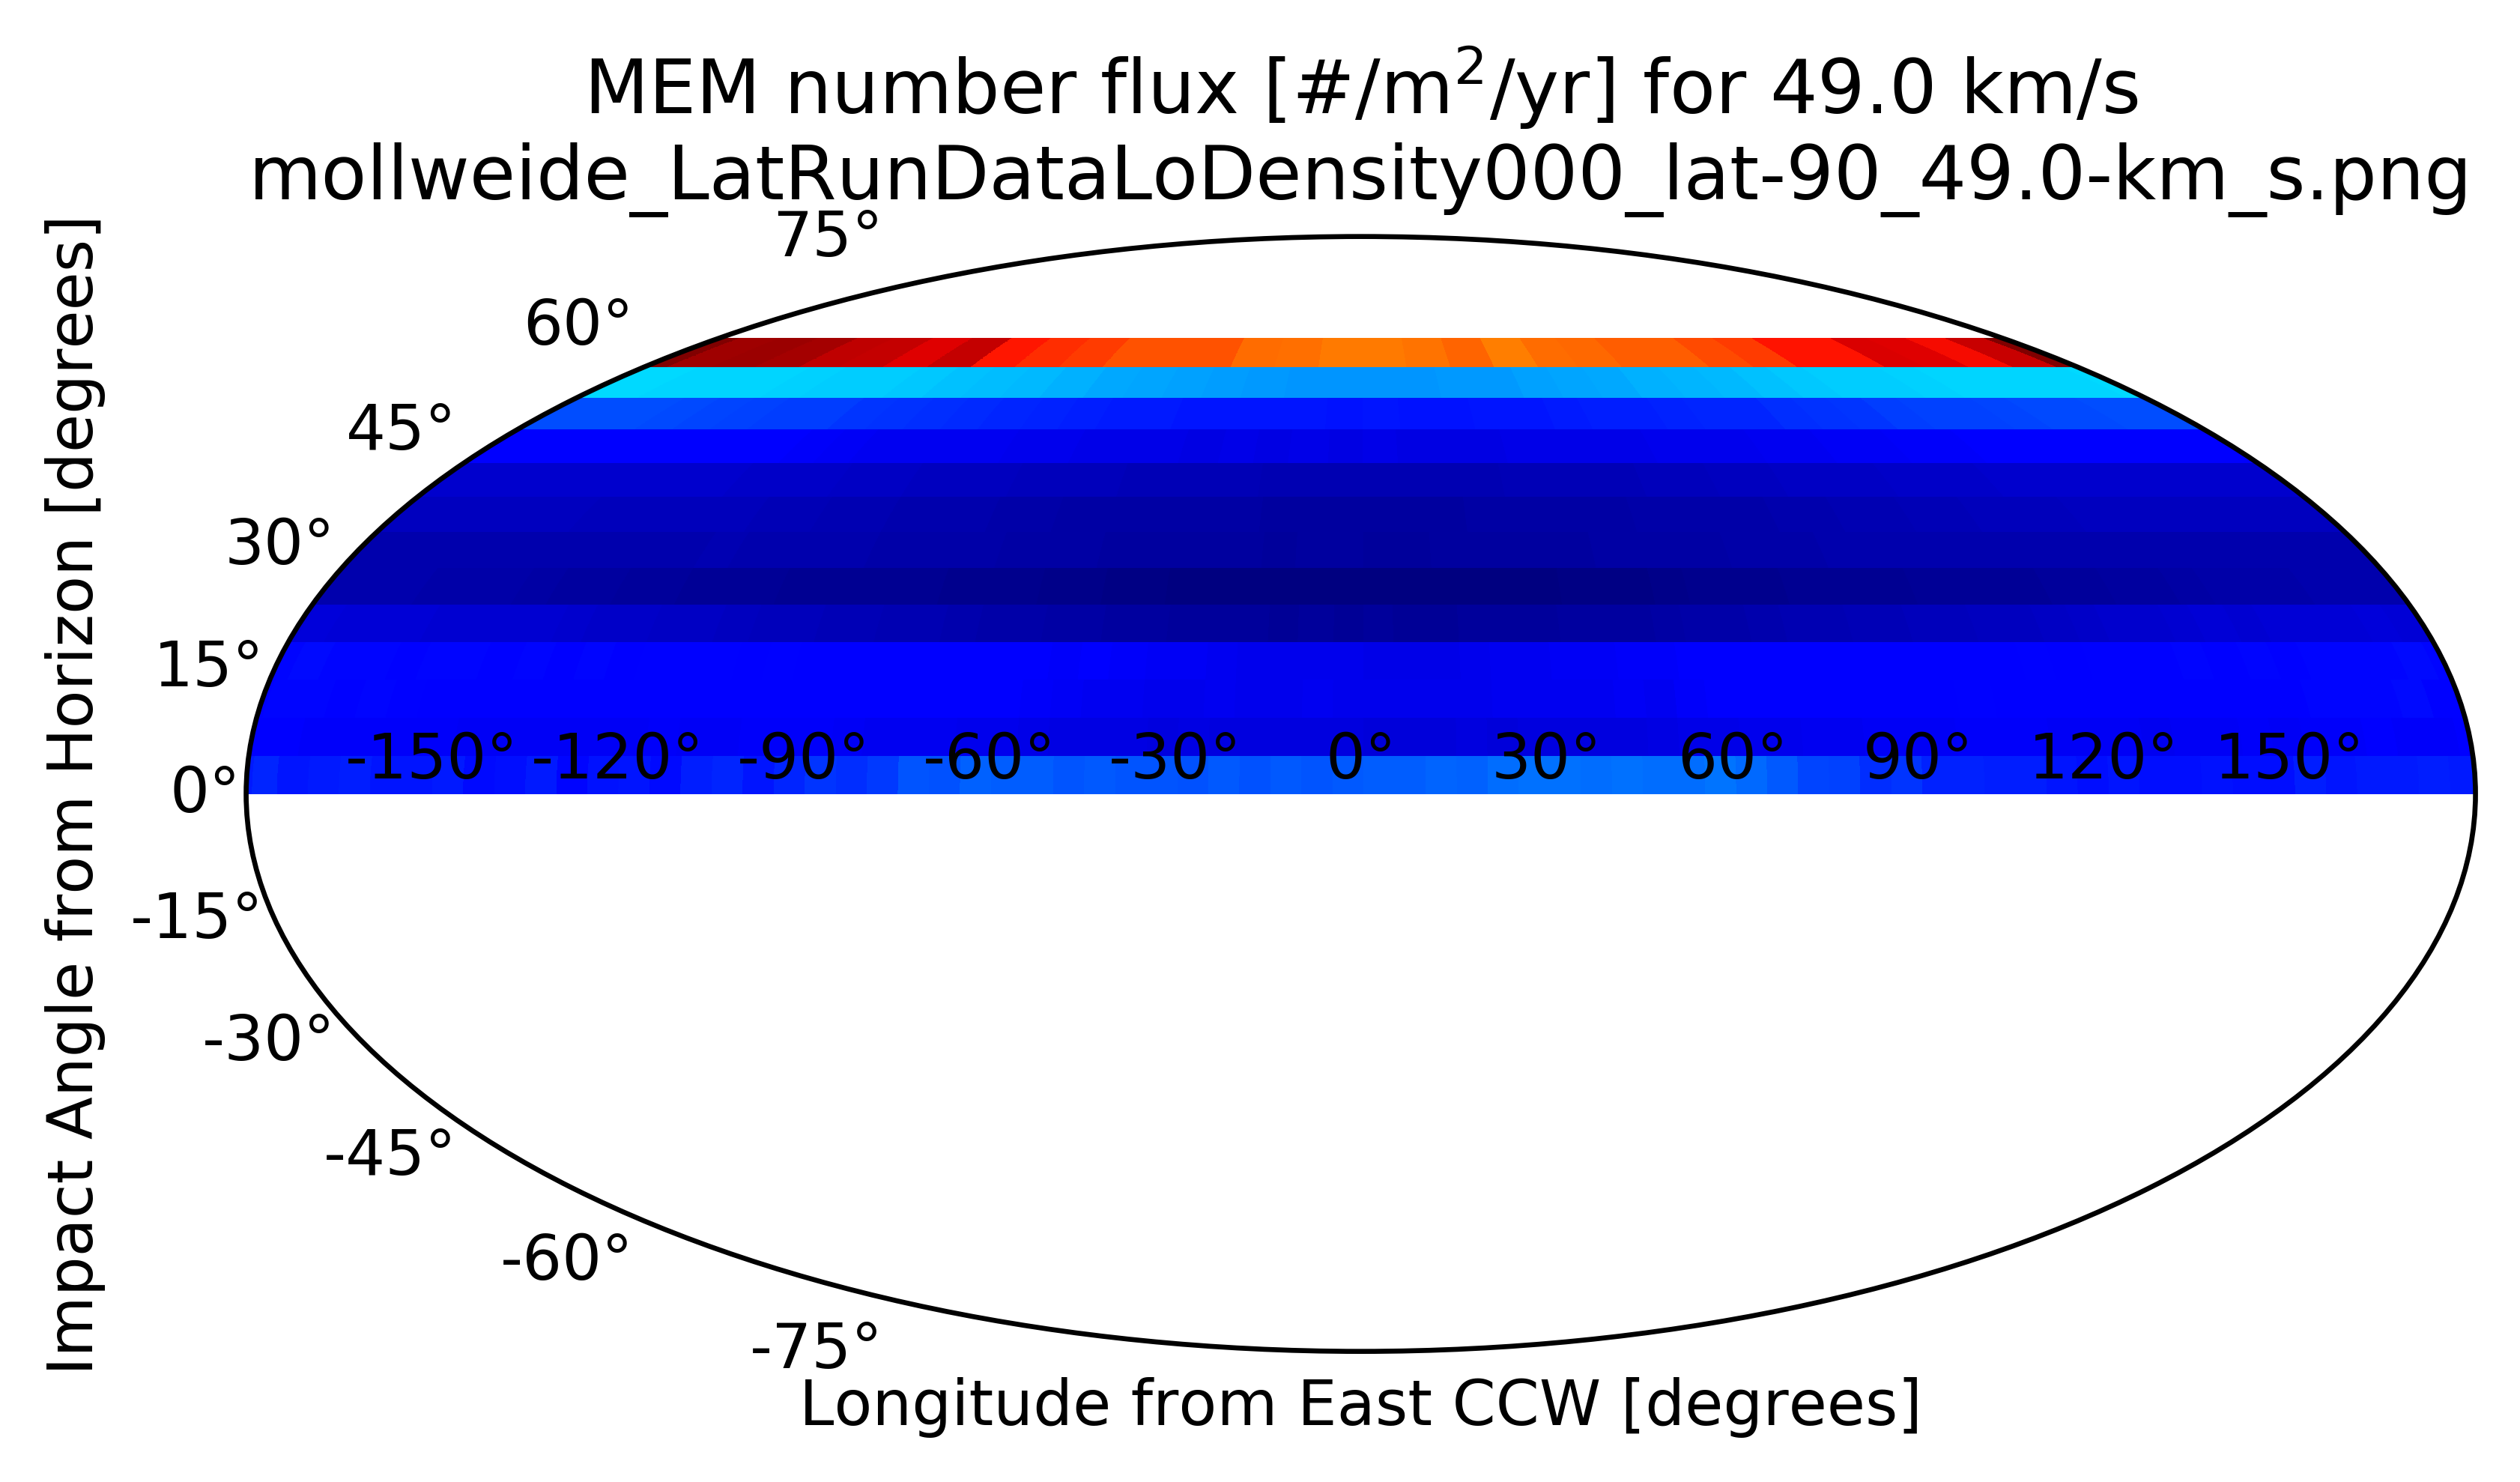 MEM number flux [#/m²/yr] for 49.0 km/s
mollweide_LatRunDataLoDensity000_lat-90_49.0-km_s.png
Impact Angle from Horizon [degrees]
75°
60°
45°
30°
15°
0°
-15°
-30°
-45°
-60°
-75°
-150° -120° -90° -60° -30° 0° 30° 60° 90° 120° 150°
Longitude from East CCW [degrees]